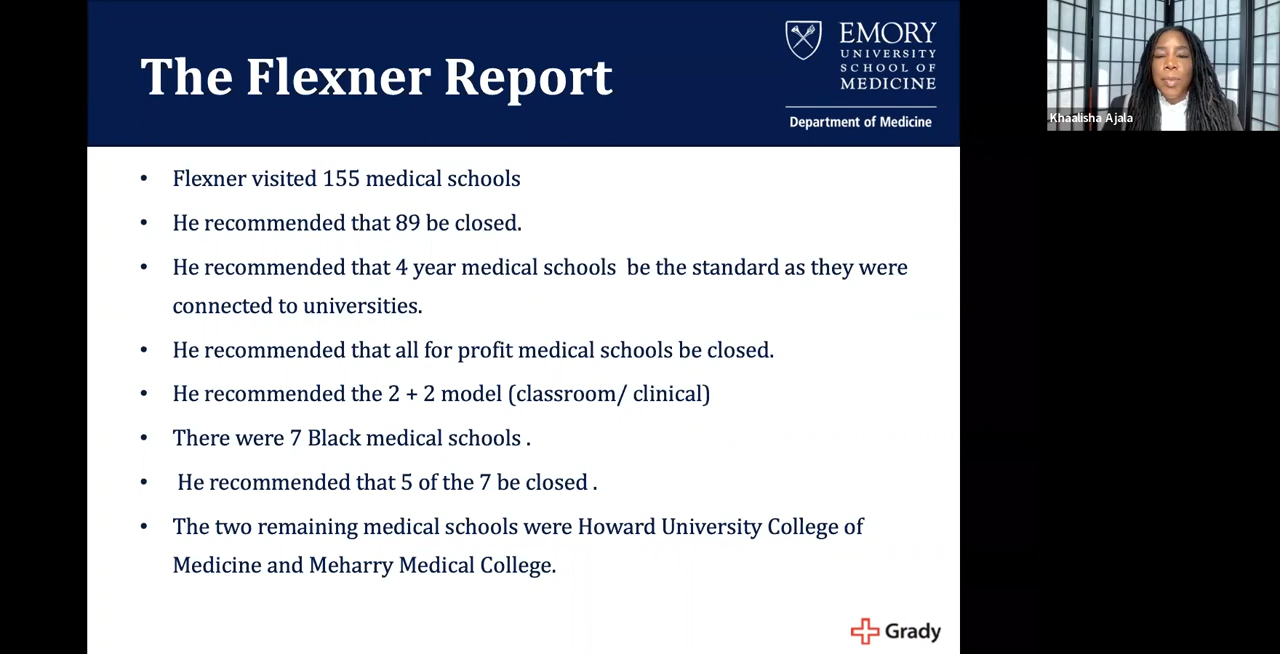 The Flexner Report
EMORY
UNIVERSITY
SCHOOL OF
MEDICINE
Department of Medicine
• Flexner visited 155 medical schools
• He recommended that 89 be closed.
• He recommended that 4 year medical schools  be the standard as they were
connected to universities.
• He recommended that all for profit medical schools be closed.
• He recommended the 2 + 2 model (classroom/ clinical)
• There were 7 Black medical schools .
• He recommended that 5 of the 7 be closed .
• The two remaining medical schools were Howard University College of
Medicine and Meharry Medical College.
Grady
Khaalisha Ajala